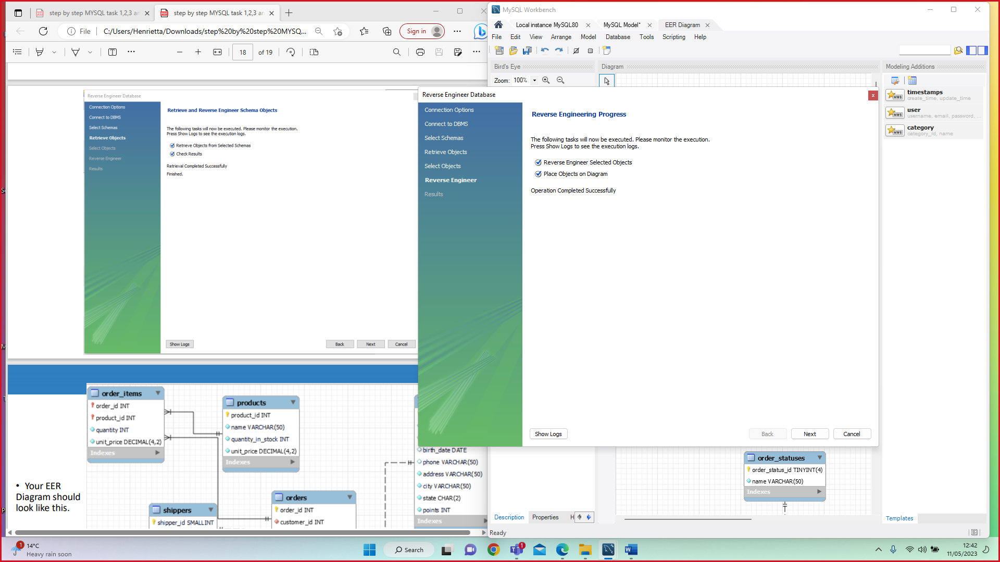 step by step MYSQL task 1,2,3 an
step by step MYSQL task 1,2,3 an
File
C:/Users/Henrietta/Downloads/step%20by%20step%20MYSQ...
Sign in
18 of 19
Reverse Engineer Database
Connection Options
Connect to DBMS
Select Schemas
Retrieve Objects
Select Objects
Reverse Engineer
Results
Retrieve and Reverse Engineer Schema Objects
The following tasks will now be executed. Please monitor the execution.
Press Show Logs to see the execution logs.
Retrieve Objects from Selected Schemas
Check Results
Retrieval Completed Successfully
Finished.
Show Logs
Back
Next
Cancel
order_items
order_id INT
product_id INT
quantity INT
unit_price DECIMAL(4,2)
Indexes
products
product_id INT
name VARCHAR(50)
quantity_in_stock INT
unit_price DECIMAL(4,2)
Indexes
birth_date DATE
phone VARCHAR(50)
address VARCHAR(50)
city VARCHAR(50)
state CHAR(2)
points INT
Indexes
• Your EER
Diagram should
look like this.
shippers
shipper_id SMALLINT
orders
order_id INT
customer_id INT
MySQL Workbench
Local instance MySQL80
MySQL Model*
EER Diagram
File Edit View Arrange Model Database Tools Scripting Help
Bird's Eye
Diagram
Modeling Additions
Zoom: 100%
timestamps
create_time, update_time
user
username, email, password, ...
category
category_id, name
Reverse Engineer Database
Connection Options
Connect to DBMS
Select Schemas
Retrieve Objects
Select Objects
Reverse Engineer
Results
Reverse Engineering Progress
The following tasks will now be executed. Please monitor the execution.
Press Show Logs to see the execution logs.
Reverse Engineer Selected Objects
Place Objects on Diagram
Operation Completed Successfully
Show Logs
Back
Next
Cancel
order_statuses
order_status_id TINYINT(4)
name VARCHAR(50)
Indexes
Description
Properties
H
Templates
Ready
1
14°C
Heavy rain soon
Search
1
12:42
11/05/2023